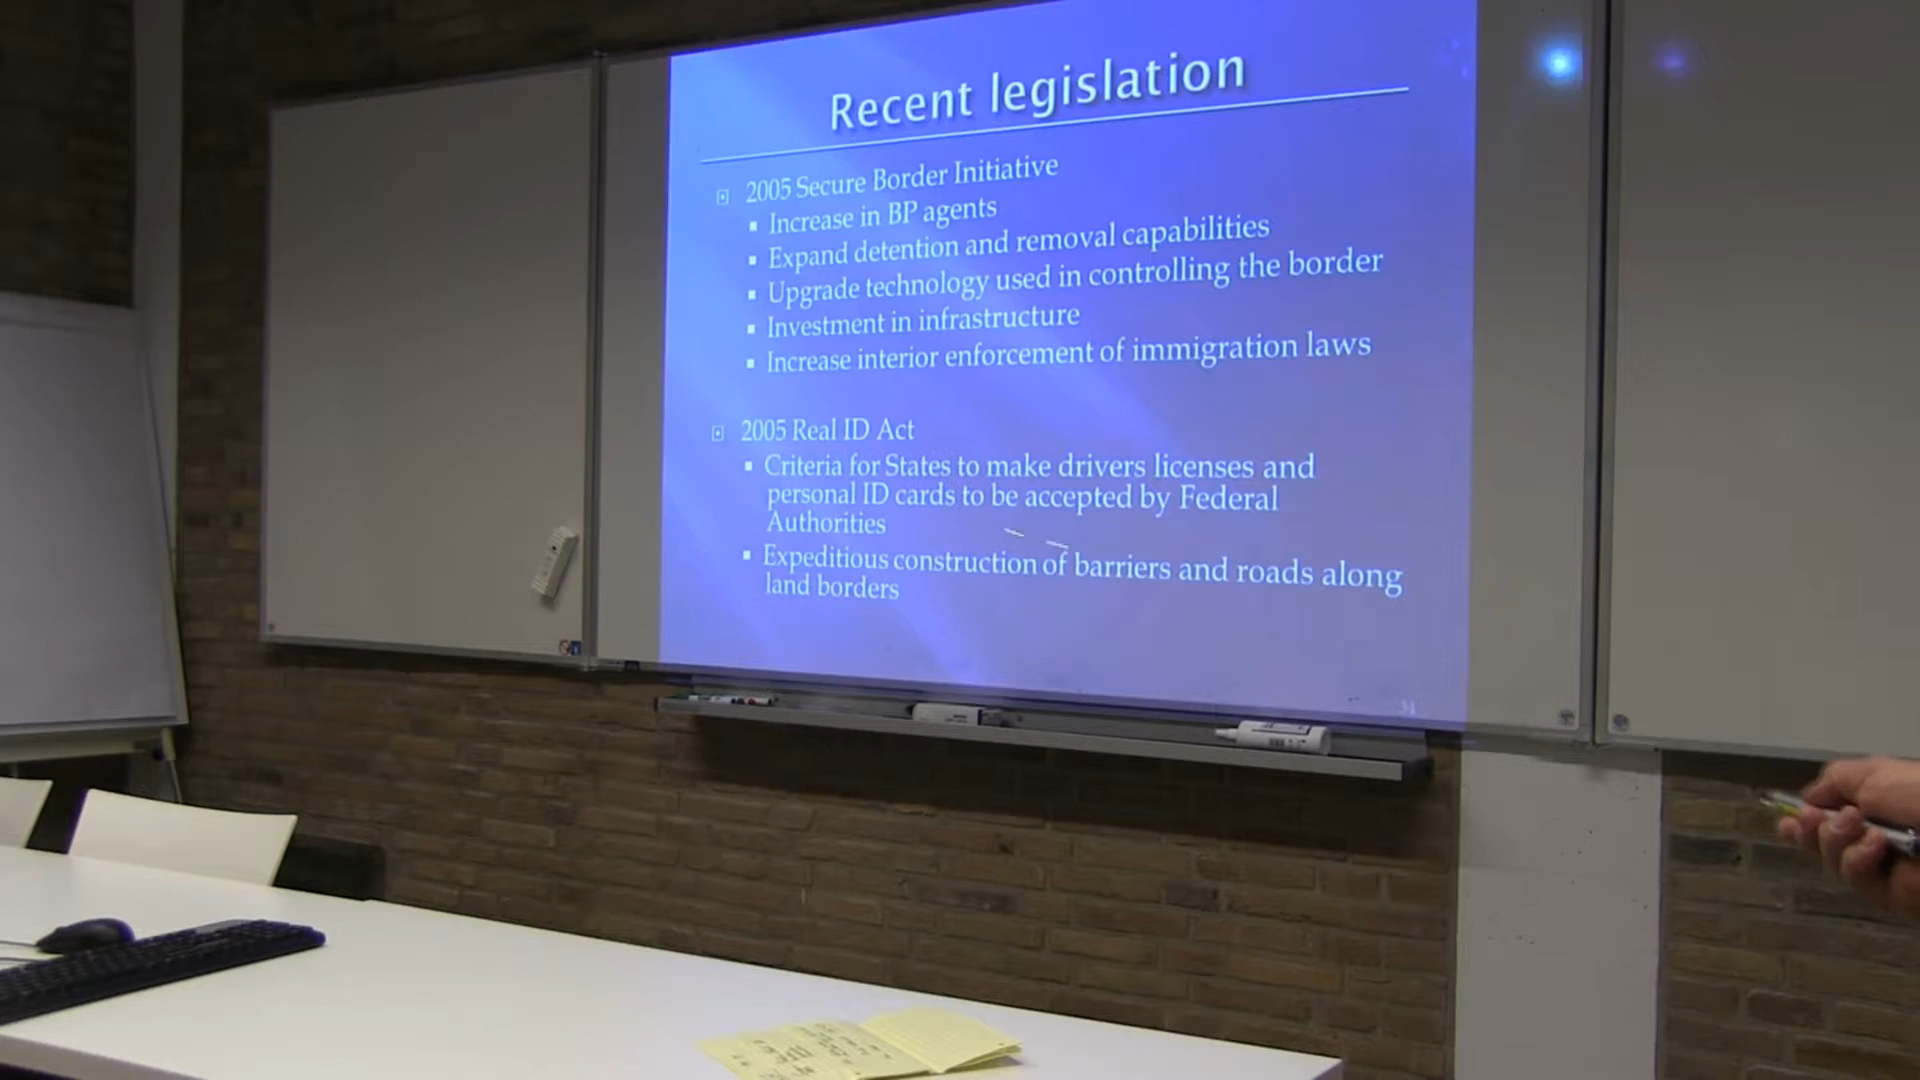 Recent legislation
2005 Secure Border Initiative
Increase in BP agents
Expand detention and removal capabilities
Upgrade technology used in controlling the border
Investment in infrastructure
Increase interior enforcement of immigration laws
2005 Real ID Act
Criteria for States to make drivers licenses and
personal ID cards to be accepted by Federal
Authorities
Expeditious construction of barriers and roads along
land borders